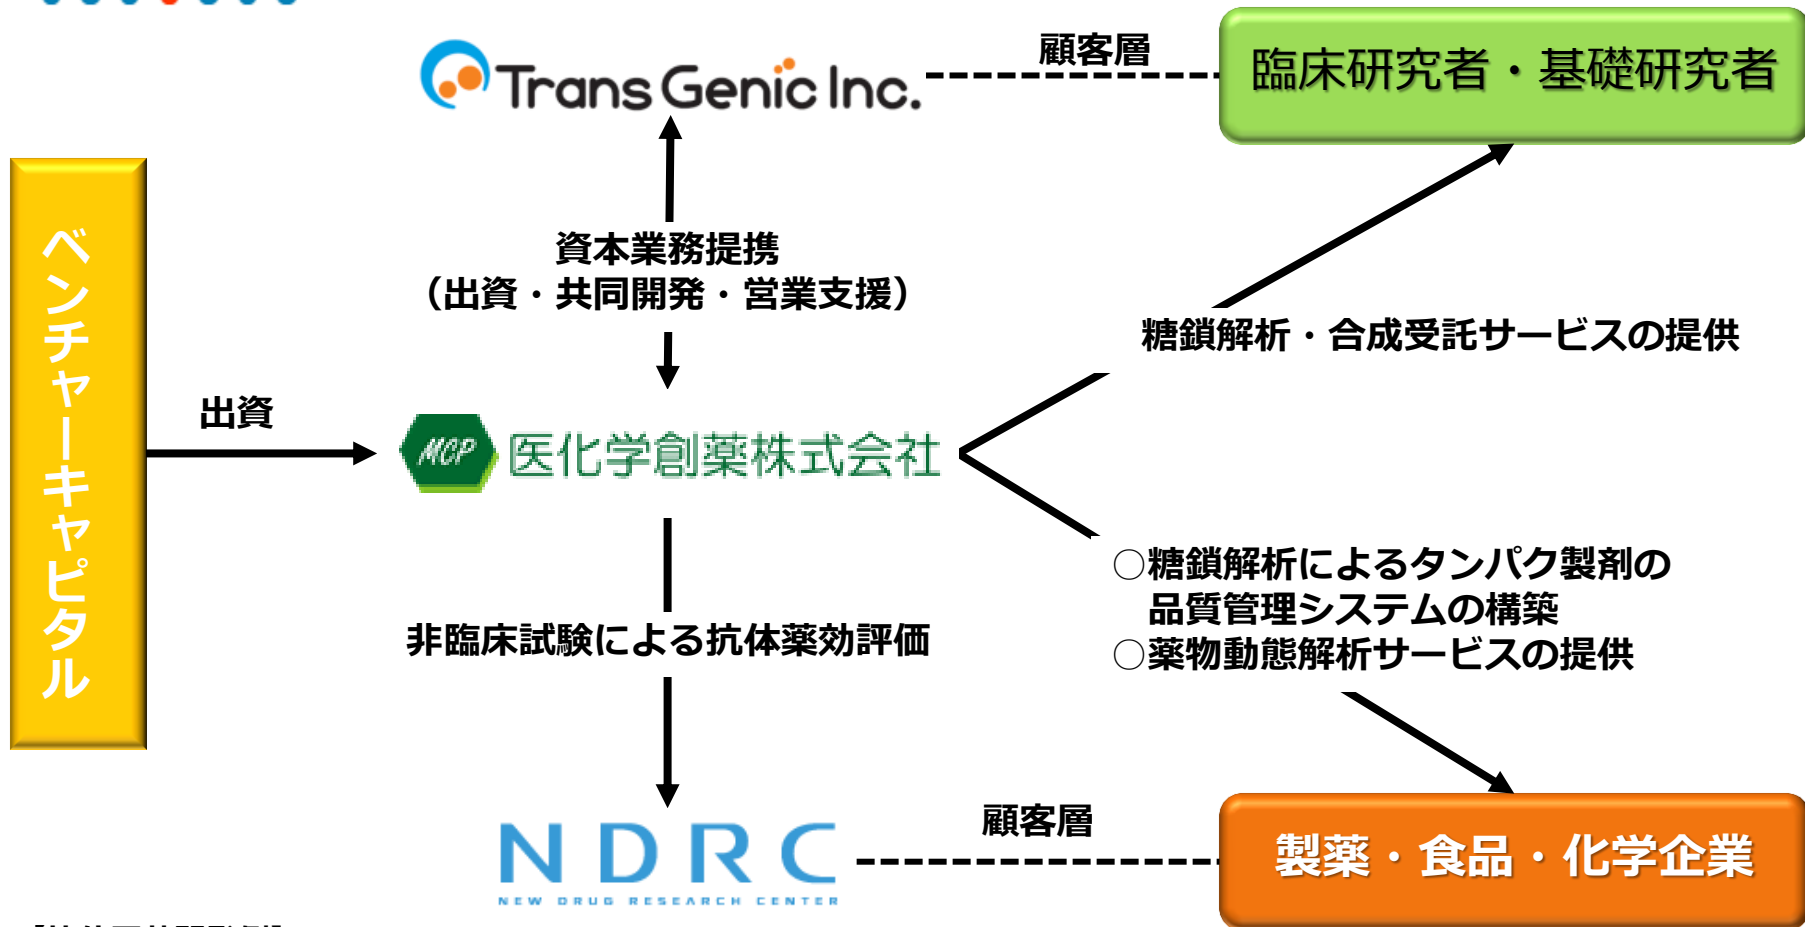 Trans Genic Inc.
顧客層
臨床研究者・基礎研究者
資本業務提携
（出資・共同開発・営業支援）
ベンチャーキャピタル
出資
糖鎖解析・合成受託サービスの提供
MCP 医化学創薬株式会社
○糖鎖解析によるタンパク製剤の
品質管理システムの構築
○薬物動態解析サービスの提供
非臨床試験による抗体薬効評価
顧客層
NDRC
NEW DRUG RESEARCH CENTER
製薬・食品・化学企業